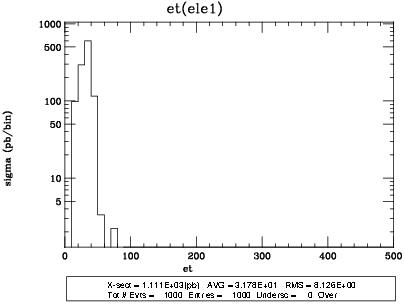 et(ele1)
sigma (pb/bin)
1000
500
100
50
10
5
0
100
200
300
400
500
et
X-sect = 1.111E+03(pb) AVG = 3.178E+01 RMS = 8.126E+00
Tot # Evts = 1000 Entries = 1000 Undersc = 0 Over